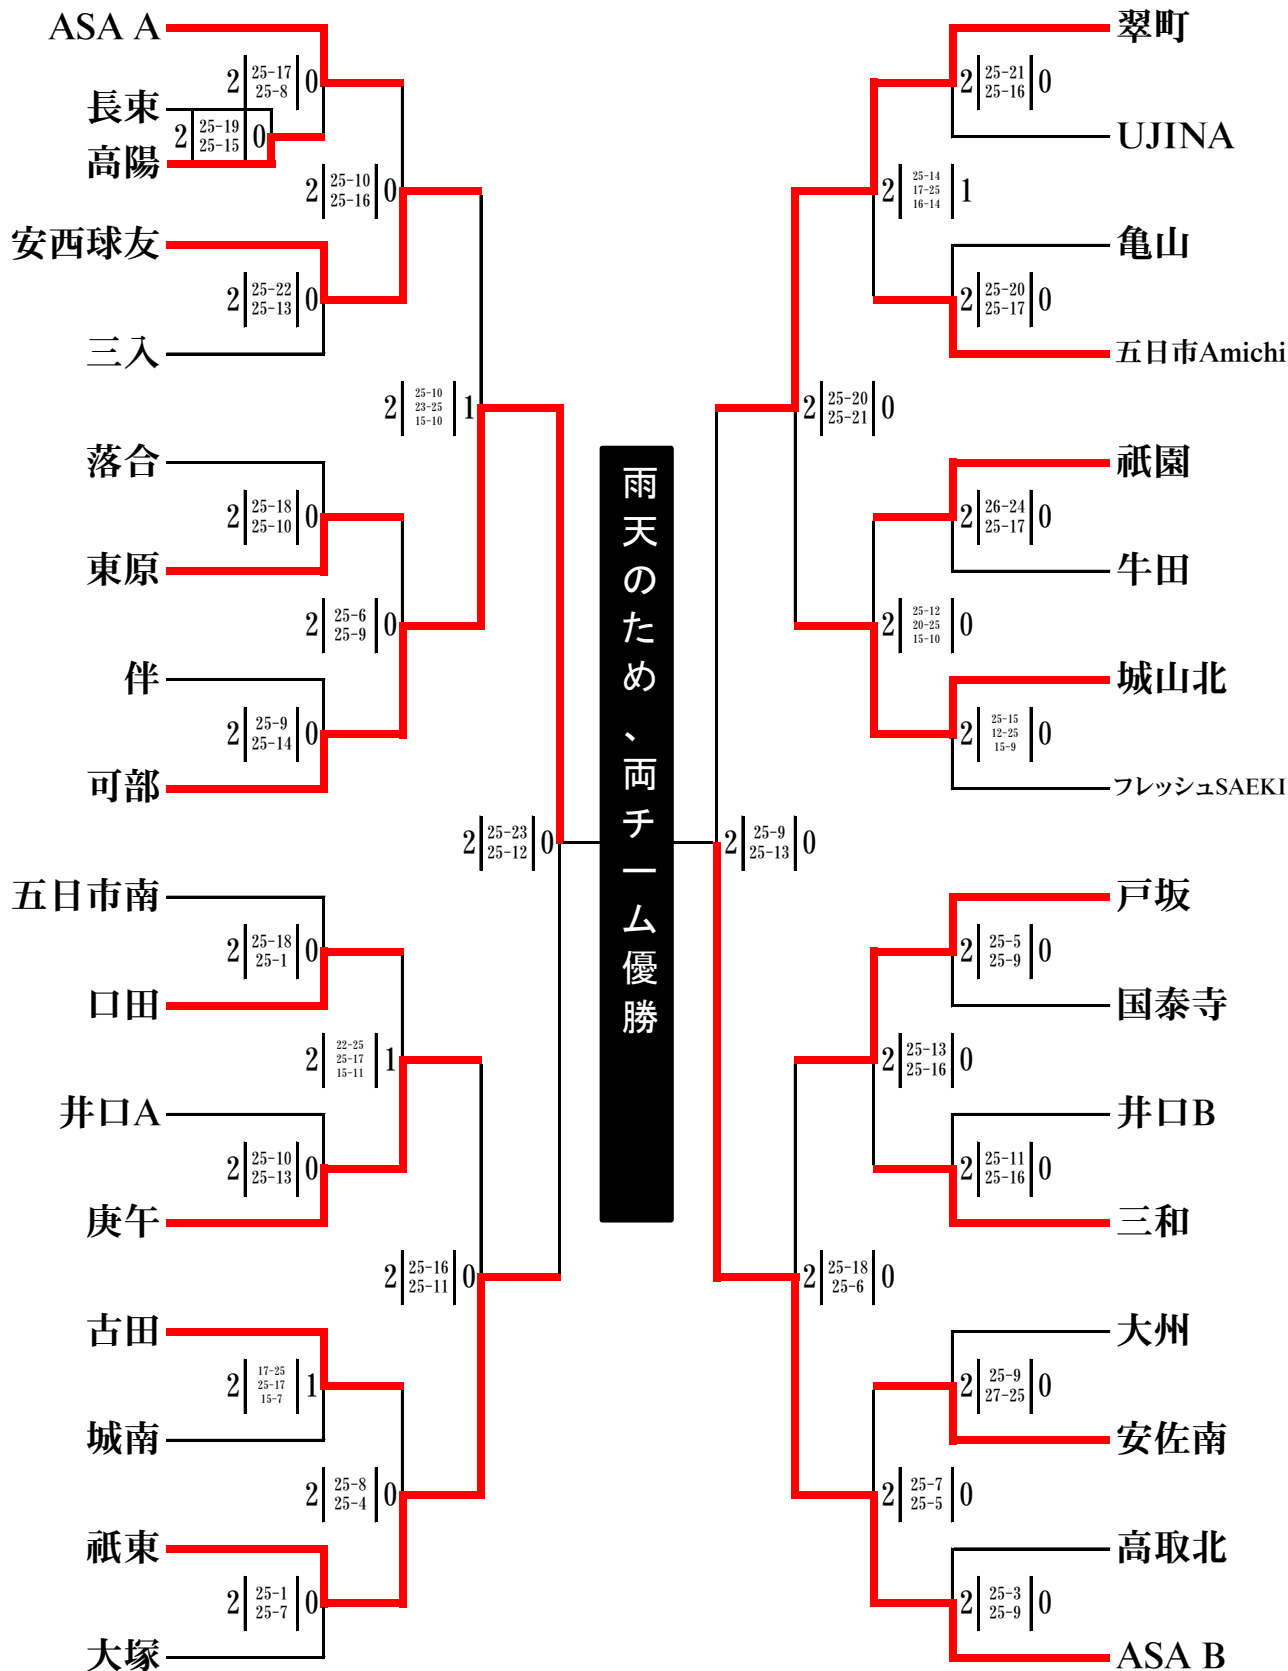 ASA A
2 25-17 0
25-8
長束
2 25-19 0
25-15
高陽
2 25-10 0
25-16
安西球友
2 25-22 0
25-13
三入
2 25-10 1
23-25
15-10
落合
2 25-18 0
25-10
東原
2 25-6 0
25-9
伴
2 25-9 0
25-14
可部
2 25-23 0
25-12
五日市南
2 25-18 0
25-1
口田
2 22-25 1
25-17
15-11
井口A
2 25-10 0
25-13
庚午
2 25-16 0
25-11
古田
2 17-25 1
25-17
15-7
城南
2 25-8 0
25-4
祇東
2 25-1 0
25-7
大塚
雨天のため、両チーム優勝
翠町
2 25-21 0
25-16
UJINA
2 25-14 1
17-25
16-14
亀山
2 25-20 0
25-17
五日市Amichi
2 25-20 0
25-21
祇園
2 26-24 0
25-17
牛田
2 25-12 0
20-25
15-10
城山北
2 25-15 0
12-25
15-9
フレッシュSAEKI
2 25-9 0
25-13
戸坂
2 25-5 0
25-9
国泰寺
2 25-13 0
25-16
井口B
2 25-11 0
25-16
三和
2 25-18 0
25-6
大州
2 25-9 0
27-25
安佐南
2 25-7 0
25-5
高取北
2 25-3 0
25-9
ASA B